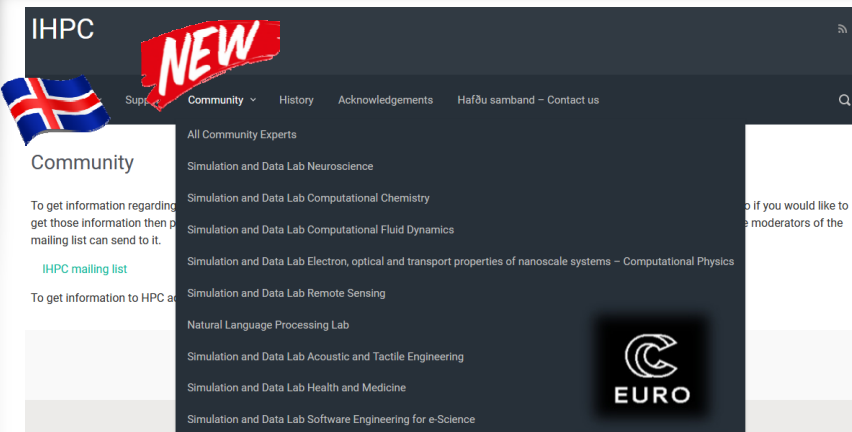 IHPC
NEW
Community
History
Acknowledgements
Hafðu samband – Contact us
All Community Experts
Simulation and Data Lab Neuroscience
Simulation and Data Lab Computational Chemistry
Simulation and Data Lab Computational Fluid Dynamics
Simulation and Data Lab Electron, optical and transport properties of nanoscale systems – Computational Physics
Simulation and Data Lab Remote Sensing
Natural Language Processing Lab
Simulation and Data Lab Acoustic and Tactile Engineering
Simulation and Data Lab Health and Medicine
Simulation and Data Lab Software Engineering for e-Science
Community
To get information regarding if you would like to
get those information then moderators of the
mailing list can send to it.
IHPC mailing list
To get information to HPC
EURO